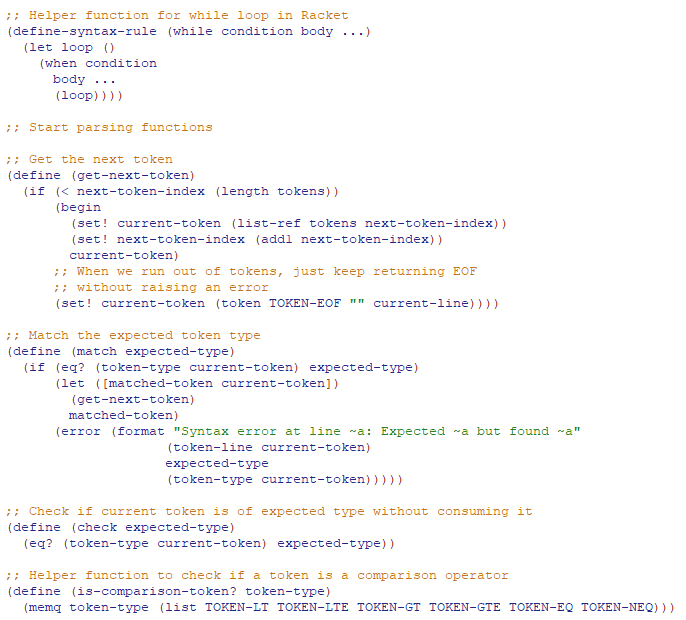 ;; Helper function for while loop in Racket
(define-syntax-rule (while condition body ...)
  (let loop ()
    (when condition
      body ...
      (loop))))
;; Start parsing functions
;; Get the next token
(define (get-next-token)
  (if (< next-token-index (length tokens))
      (begin
        (set! current-token (list-ref tokens next-token-index))
        (set! next-token-index (add1 next-token-index))
        current-token)
      ;; When we run out of tokens, just keep returning EOF
      ;; without raising an error
      (set! current-token (token TOKEN-EOF "" current-line))))
;; Match the expected token type
(define (match expected-type)
  (if (eq? (token-type current-token) expected-type)
      (let ([matched-token current-token])
        (get-next-token)
        matched-token)
      (error (format "Syntax error at line ~a: Expected ~a but found ~a"
                    (token-line current-token)
                    expected-type
                    (token-type current-token)))))
;; Check if current token is of expected type without consuming it
(define (check expected-type)
  (eq? (token-type current-token) expected-type))
;; Helper function to check if a token is a comparison operator
(define (is-comparison-token? token-type)
  (memq token-type (list TOKEN-LT TOKEN-LTE TOKEN-GT TOKEN-GTE TOKEN-EQ TOKEN-NEQ)))